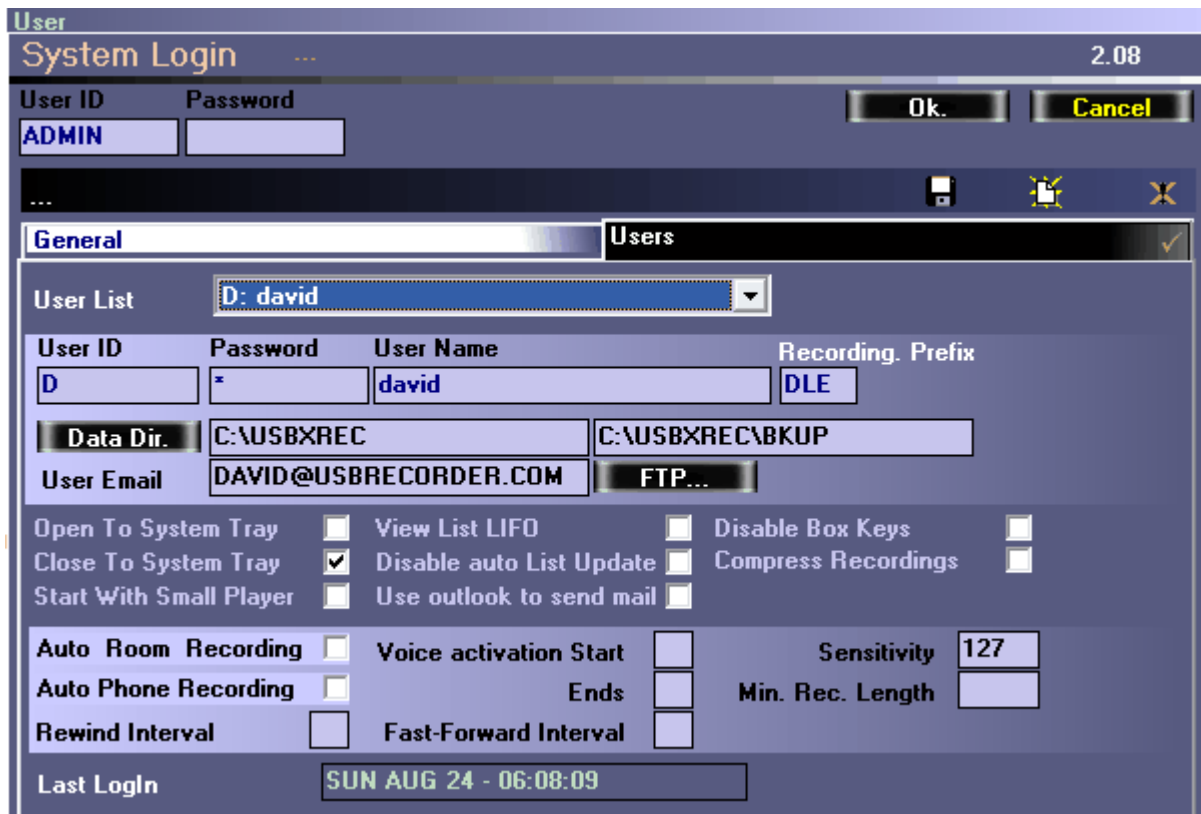 User
System Login ... 2.08
User ID Password Ok. Cancel
ADMIN
...
General Users
User List D: david
User ID Password User Name Recording. Prefix
D * david DLE
Data Dir. C:\USBXREC C:\USBXREC\BKUP
User Email DAVID@USBRECORDER.COM FTP...
Open To System Tray View List LIFO Disable Box Keys
Close To System Tray Disable auto List Update Compress Recordings
Start With Small Player Use outlook to send mail
Auto Room Recording Voice activation Start Sensitivity 127
Auto Phone Recording Ends Min. Rec. Length
Rewind Interval Fast-Forward Interval
Last LogIn SUN AUG 24 - 06:08:09